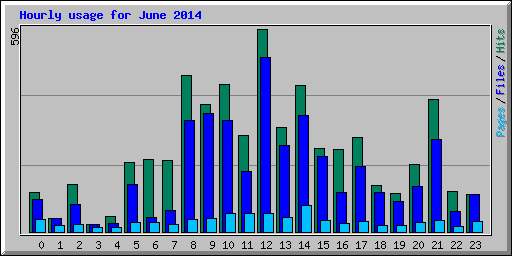 Hourly usage for June 2014
596
Pages / Files / Hits
0 1 2 3 4 5 6 7 8 9 10 11 12 13 14 15 16 17 18 19 20 21 22 23